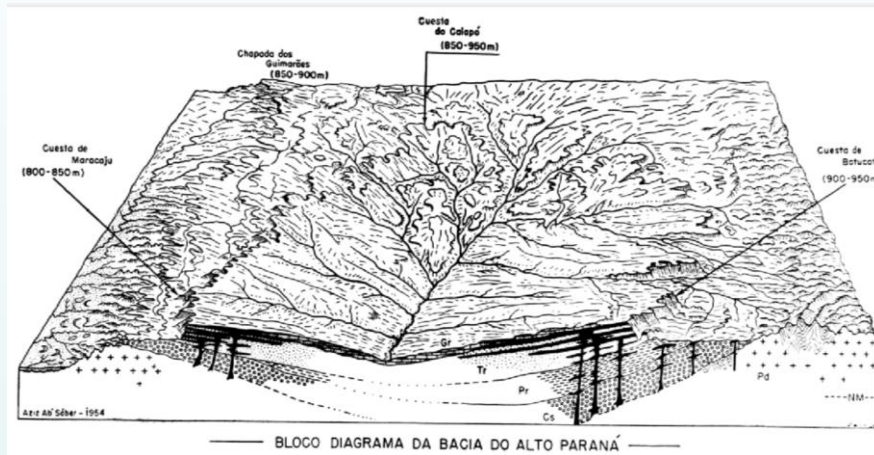 Cuesta
do Caiapó
(850-950m)
Chapada dos
Guimarães
(850-900m)
Cuesta de
Maracaju
(800-850m)
Cuesta de
(900-950m
Gr
Tr
Pr
Cs
Pd
NM
Aziz Ab' Sáber - 1954
BLOCO DIAGRAMA DA BACIA DO ALTO PARANÁ